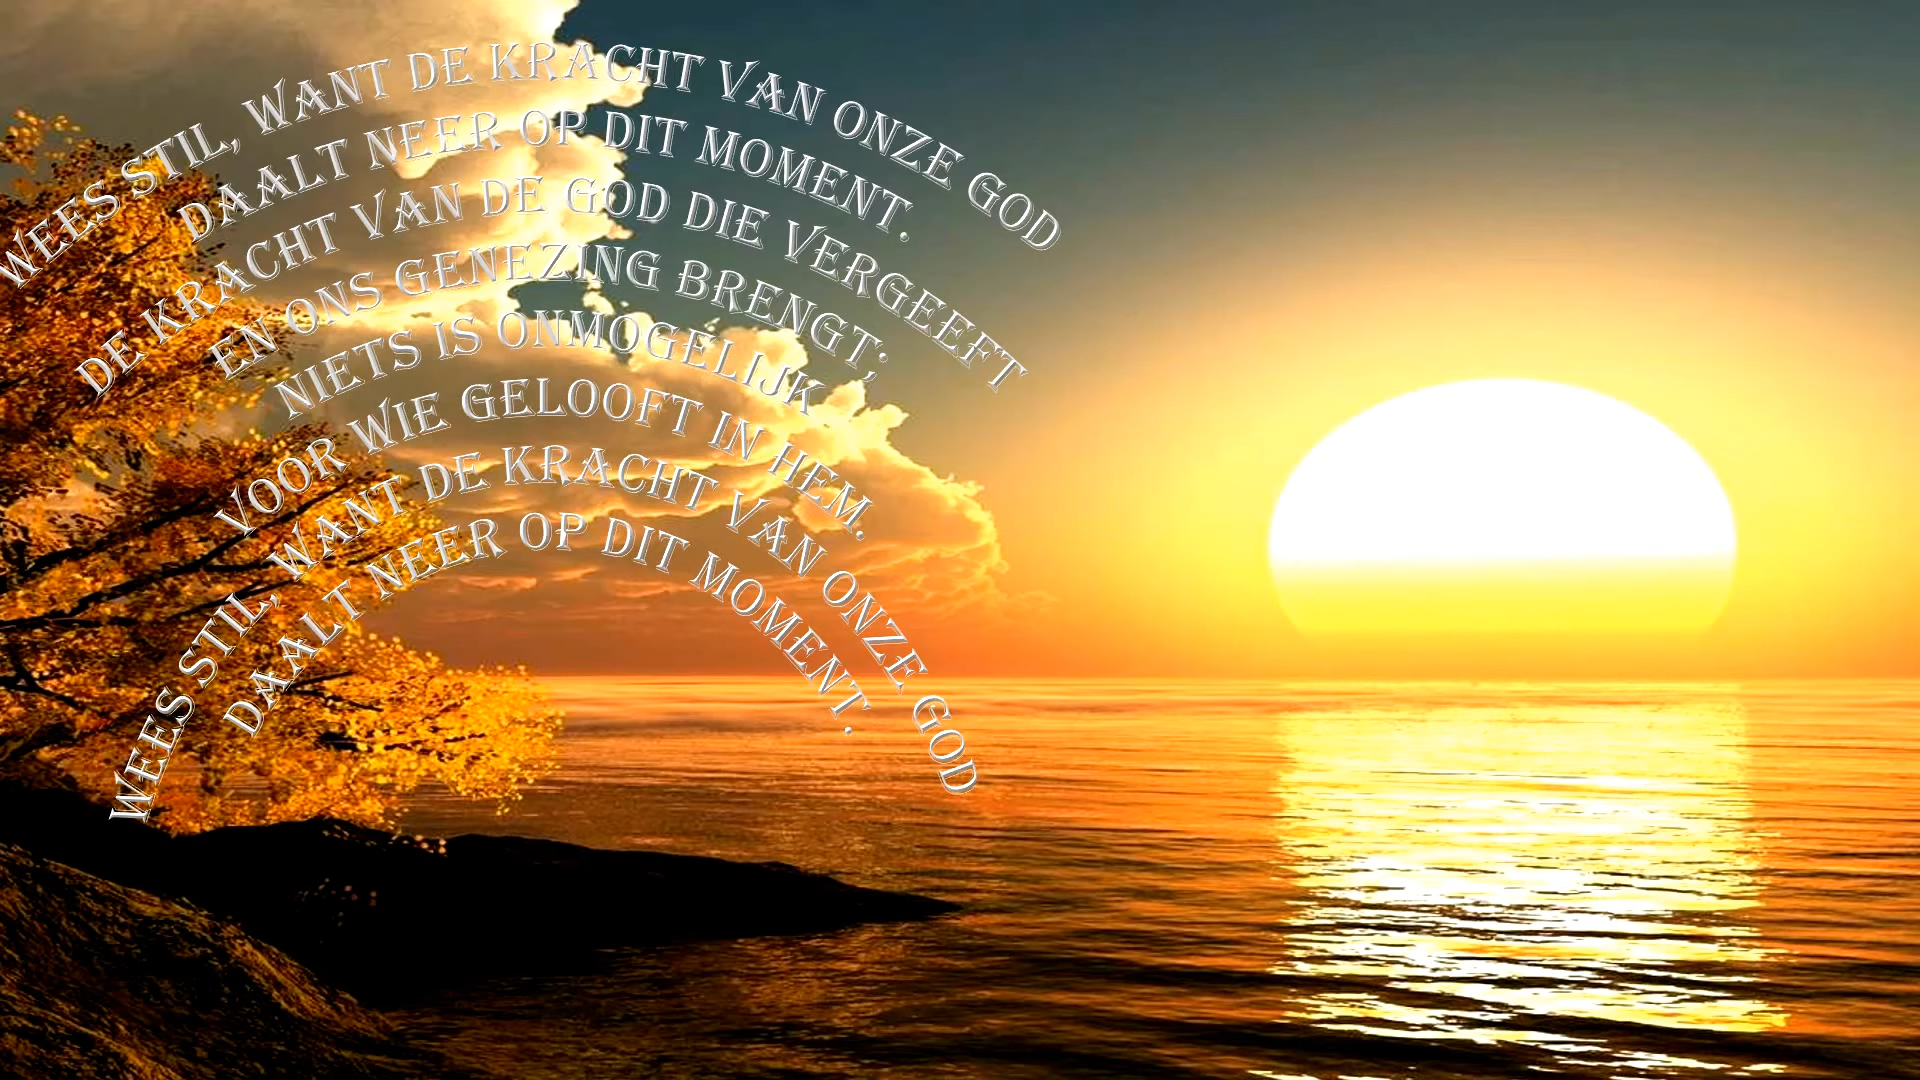 WEES STIL, WANT DE KRACHT VAN ONZE GOD
DAALT NEER OP DIT MOMENT.
DE KRACHT VAN DE GOD DIE VERGEEFT
EN ONS GENEZING BRENGT;
NIETS IS ONMOGELIJK
VOOR WIE GELOOFT IN HEM.
WEES STIL, WANT DE KRACHT VAN ONZE GOD
DAALT NEER OP DIT MOMENT.